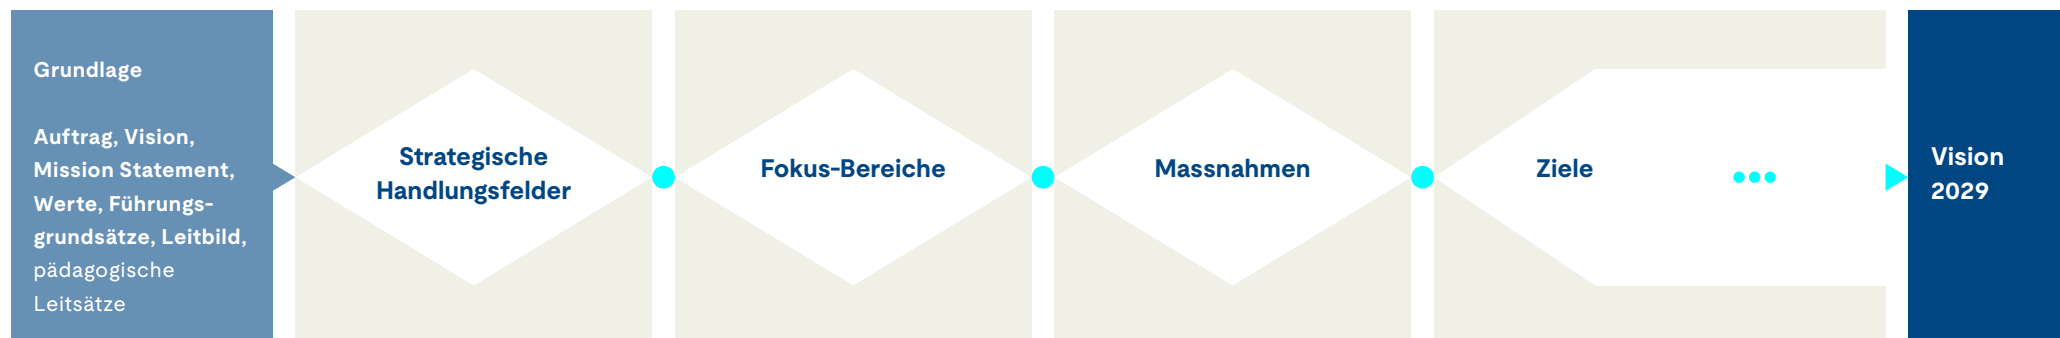 Grundlage
Auftrag, Vision,
Mission Statement,
Werte, Führungs-
grundsätze, Leitbild,
pädagogische
Leitsätze
Strategische
Handlungsfelder
Fokus-Bereiche
Massnahmen
Ziele
Vision
2029